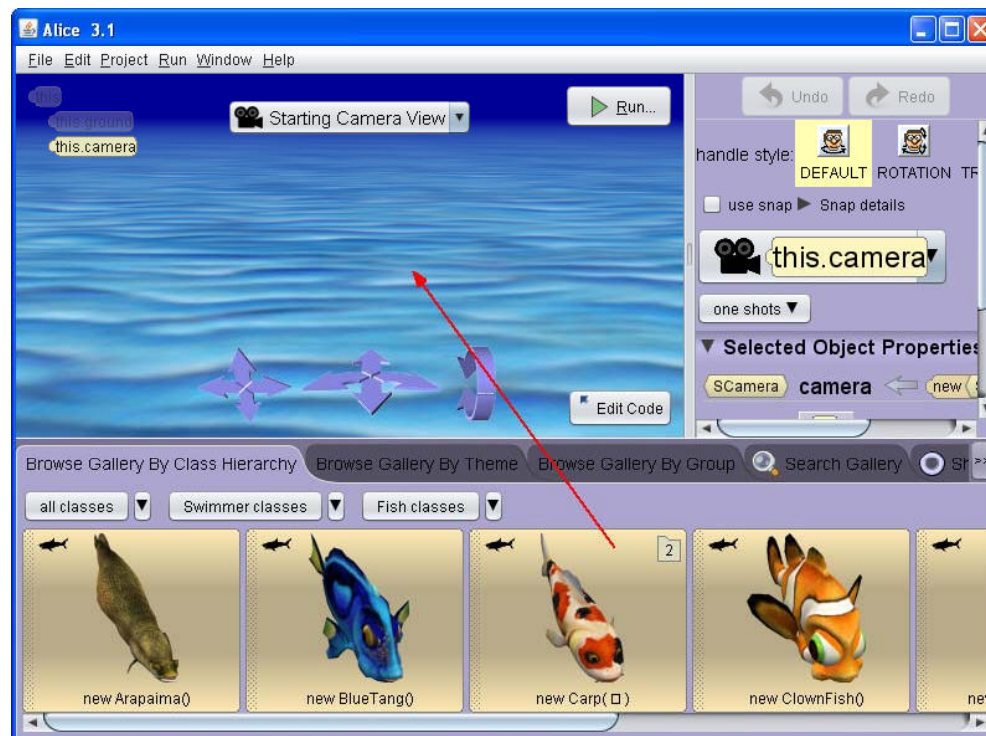 Alice 3.1
File Edit Project Run Window Help
this
this.ground
this.camera
Starting Camera View
Run...
Undo
Redo
handle style:
DEFAULT
ROTATION
TR
use snap
Snap details
this.camera
one shots
Selected Object Properties
SCamera
camera
new
Edit Code
Browse Gallery By Class Hierarchy
Browse Gallery By Theme
Browse Gallery By Group
Search Gallery
Sh
all classes
Swimmer classes
Fish classes
2
new Arapaima()
new BlueTang()
new Carp(□)
new ClownFish()
ne